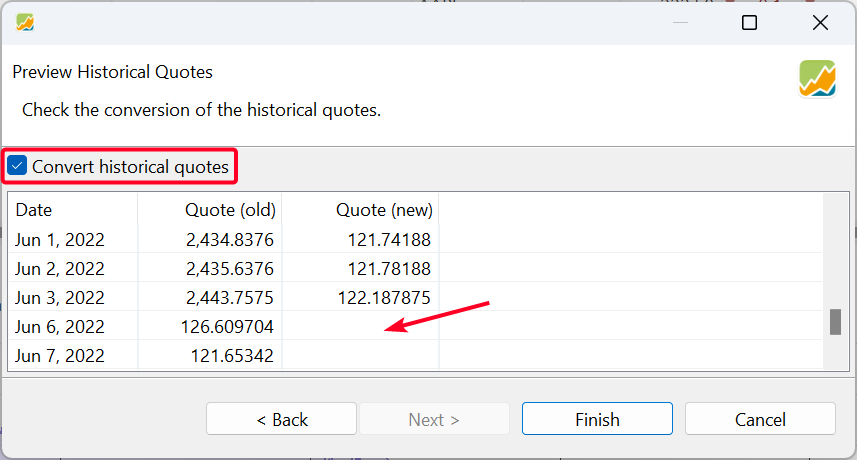 Preview Historical Quotes
Check the conversion of the historical quotes.
Convert historical quotes
Date Quote (old) Quote (new)
Jun 1, 2022 2,434.8376 121.74188
Jun 2, 2022 2,435.6376 121.78188
Jun 3, 2022 2,443.7575 122.187875
Jun 6, 2022 126.609704
Jun 7, 2022 121.65342
< Back Next > Finish Cancel